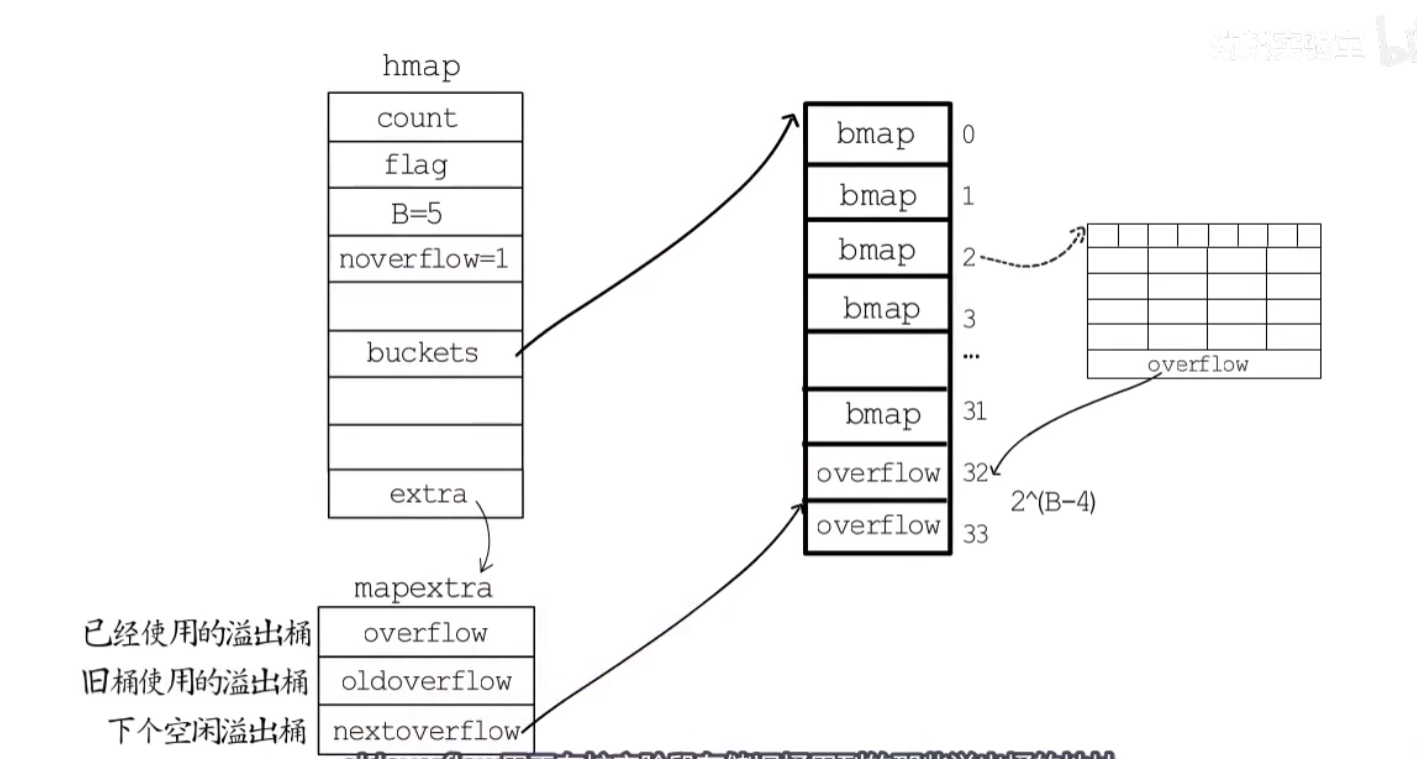 hmap
count
flag
B=5
noverflow=1
buckets
extra
mapextra
已经使用的溢出桶
overflow
旧桶使用的溢出桶
oldoverflow
下个空闲溢出桶
nextoverflow
bmap 0
bmap 1
bmap 2
bmap 3
...
bmap 31
overflow 32
overflow 33
2^(B-4)
overflow